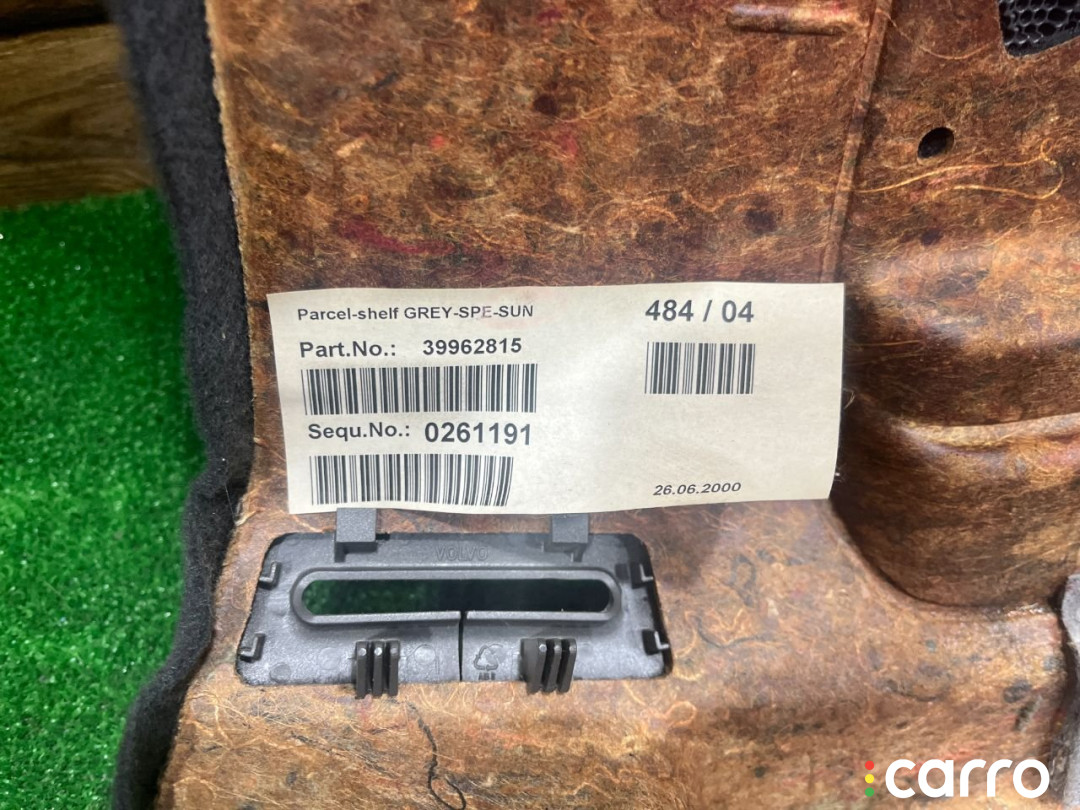 Parcel-shelf GREY-SPE-SUN
484 / 04
Part.No.: 39962815
Sequ.No.: 0261191
26.06.2000
VOLVO
carro